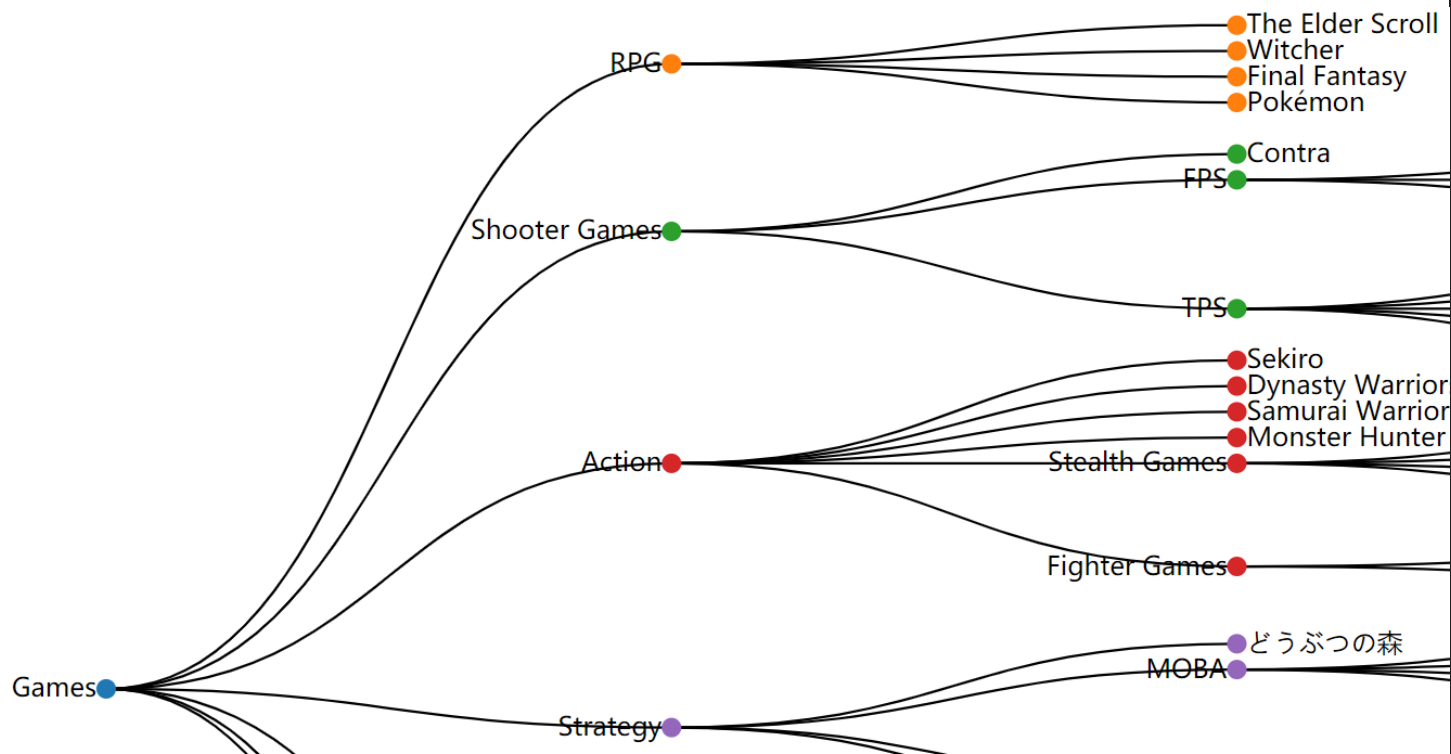 The Elder Scroll
RPG
Witcher
Final Fantasy
Pokémon
Contra
FPS
Shooter Games
TPS
Sekiro
Dynasty Warrior
Samurai Warrior
Monster Hunter
Action
Stealth Games
Fighter Games
どうぶつの森
MOBA
Games
Strategy